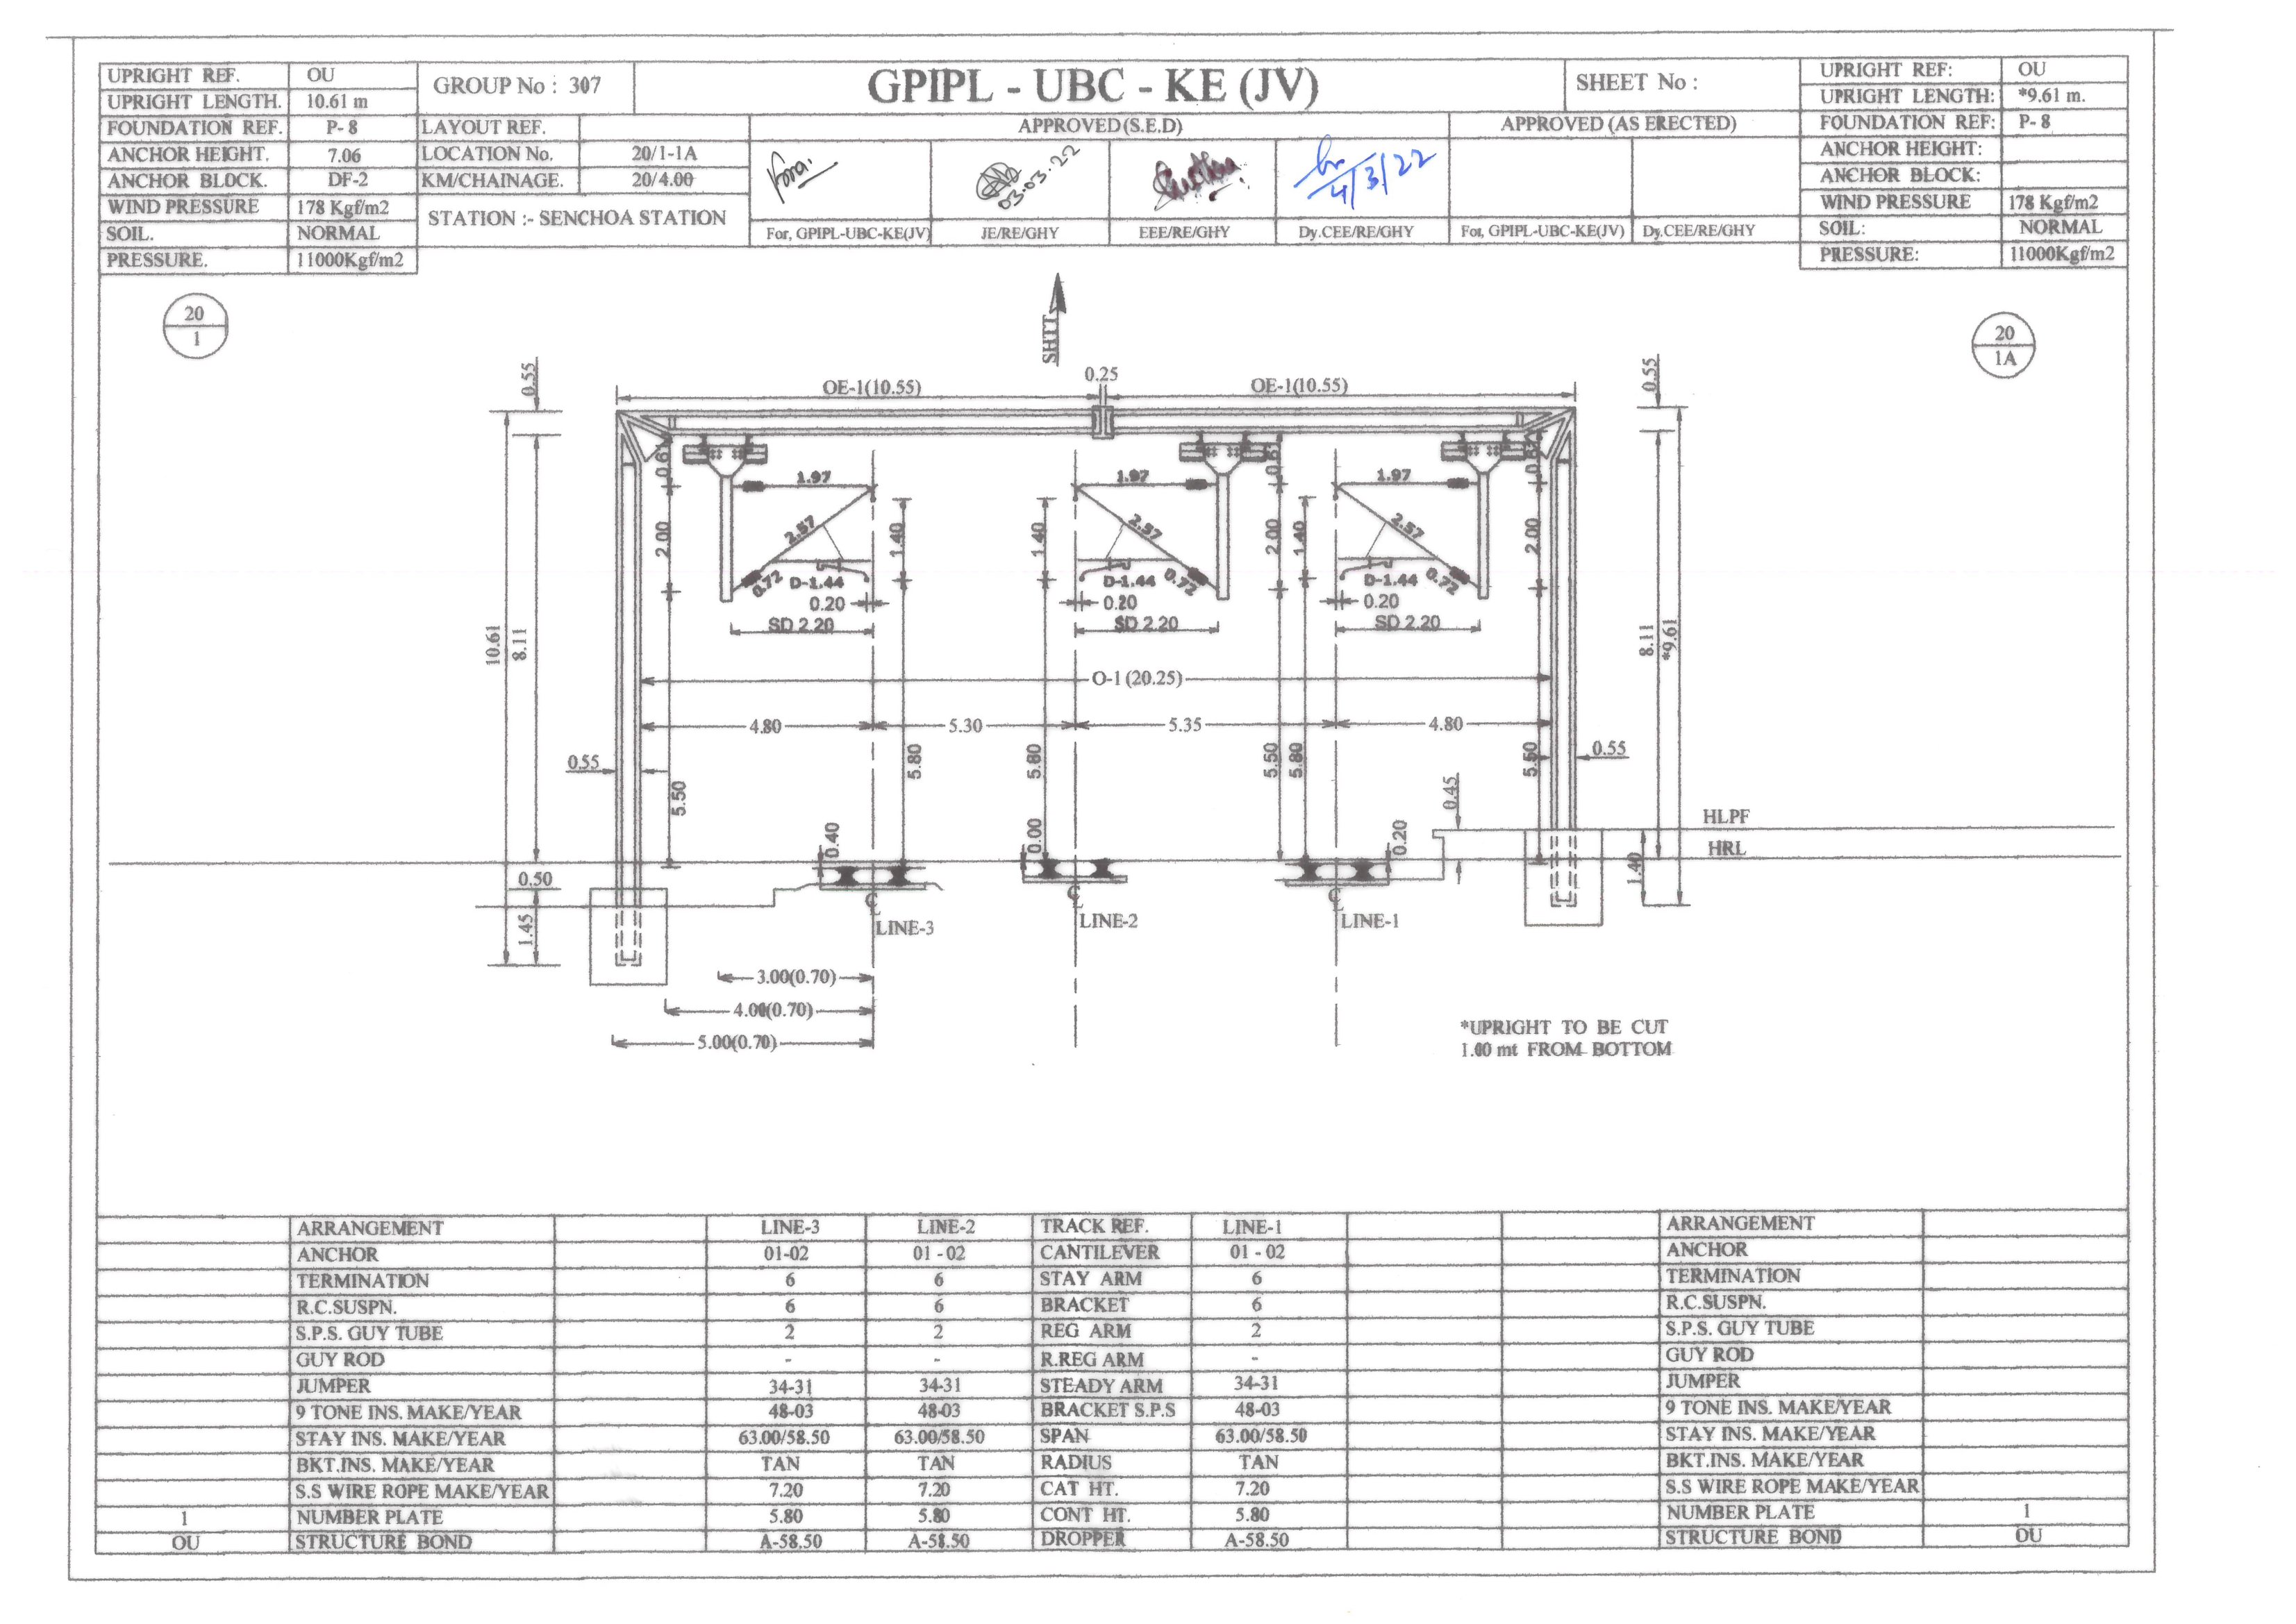 UPRIGHT REF. OU GROUP No : 307 GPIPL - UBC - KE (JV) SHEET No : UPRIGHT REF: OU
UPRIGHT LENGTH. 10.61 m UPRIGHT LENGTH: *9.61 m.
FOUNDATION REF. P- 8 LAYOUT REF. APPROVED (S.E.D) APPROVED (AS ERECTED) FOUNDATION REF: P- 8
ANCHOR HEIGHT. 7.06 LOCATION No. 20/1-1A ANCHOR HEIGHT:
ANCHOR BLOCK. DF-2 KM/CHAINAGE. 20/4.00 03.03.22 4/3/22 ANCHOR BLOCK:
WIND PRESSURE 178 Kgf/m2 STATION :- SENCHOA STATION WIND PRESSURE 178 Kgf/m2
SOIL. NORMAL For, GPIPL-UBC-KE(JV) JE/RE/GHY EEE/RE/GHY Dy.CEE/RE/GHY For, GPIPL-UBC-KE(JV) Dy.CEE/RE/GHY SOIL: NORMAL
PRESSURE. 11000Kgf/m2 PRESSURE: 11000Kgf/m2
20
1
SHTT
20
1A
0.55 OE-1(10.55) 0.25 OE-1(10.55) 0.55
1.97 1.97 1.97
2.00 2.57 1.40 1.40 2.57 2.00 1.40 2.57 2.00
0.72 D-1.44 D-1.44 0.72 D-1.44 0.72
0.20 0.20 0.20
SD 2.20 SD 2.20 SD 2.20
10.61 8.11 8.11 *9.61
O-1 (20.25)
4.80 5.30 5.35 4.80
0.55 5.50 5.80 5.80 5.50 5.80 5.50 0.55
0.40 0.00 0.20 0.45 HLPF
HRL
0.50 1.40
1.45 LINE-3 LINE-2 LINE-1
3.00(0.70)
4.00(0.70)
5.00(0.70)
*UPRIGHT TO BE CUT
1.00 mt FROM BOTTOM
ARRANGEMENT LINE-3 LINE-2 TRACK REF. LINE-1 ARRANGEMENT
ANCHOR 01-02 01 - 02 CANTILEVER 01 - 02 ANCHOR
TERMINATION 6 6 STAY ARM 6 TERMINATION
R.C.SUSPN. 6 6 BRACKET 6 R.C.SUSPN.
S.P.S. GUY TUBE 2 2 REG ARM 2 S.P.S. GUY TUBE
GUY ROD - - R.REG ARM - GUY ROD
JUMPER 34-31 34-31 STEADY ARM 34-31 JUMPER
9 TONE INS. MAKE/YEAR 48-03 48-03 BRACKET S.P.S 48-03 9 TONE INS. MAKE/YEAR
STAY INS. MAKE/YEAR 63.00/58.50 63.00/58.50 SPAN 63.00/58.50 STAY INS. MAKE/YEAR
BKT.INS. MAKE/YEAR TAN TAN RADIUS TAN BKT.INS. MAKE/YEAR
S.S WIRE ROPE MAKE/YEAR 7.20 7.20 CAT HT. 7.20 S.S WIRE ROPE MAKE/YEAR
1 NUMBER PLATE 5.80 5.80 CONT HT. 5.80 NUMBER PLATE 1
OU STRUCTURE BOND A-58.50 A-58.50 DROPPER A-58.50 STRUCTURE BOND OU